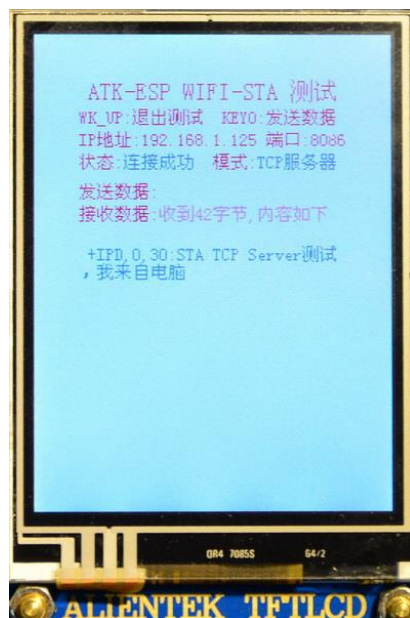 ATK-ESP WIFI-STA 测试
WK_UP:退出测试 KEY0:发送数据
IP地址:192.168.1.125 端口:8086
状态:连接成功 模式:TCP服务器
发送数据:
接收数据:收到42字节,内容如下
+IPD,0,30:STA TCP Server测试
,我来自电脑
OR4 7085S G4/2
ALIENTEK TFTLCD